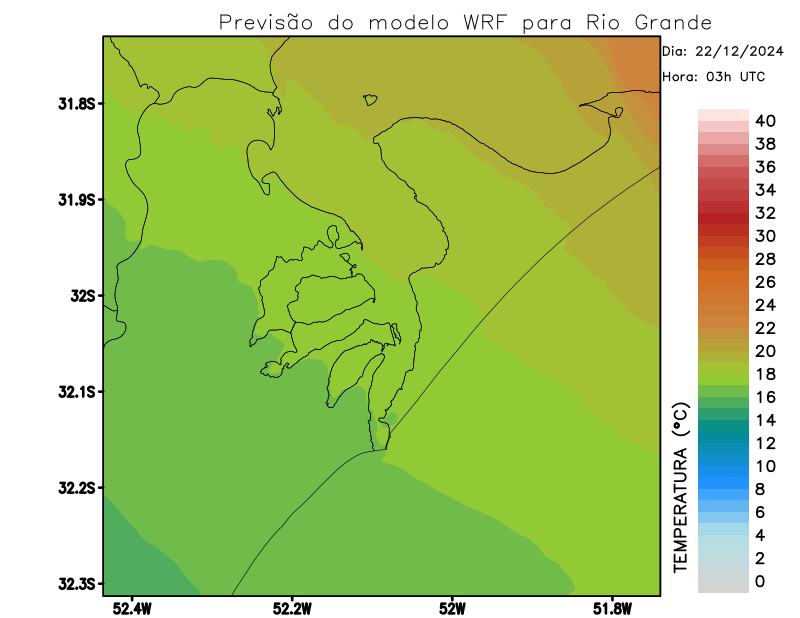 Previsão do modelo WRF para Rio Grande
Dia: 22/12/2024
Hora: 03h UTC
31.8S
31.9S
32S
32.1S
32.2S
32.3S
52.4W
52.2W
52W
51.8W
TEMPERATURA (°C)
40
38
36
34
32
30
28
26
24
22
20
18
16
14
12
10
8
6
4
2
0